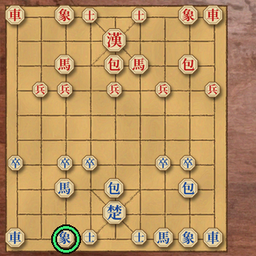 車 象 士 士 象 車
漢
馬 包 馬 包
兵 兵 兵 兵 兵
卒 卒 卒 卒 卒
馬 包 包
楚
車 象 士 士 馬 象 車